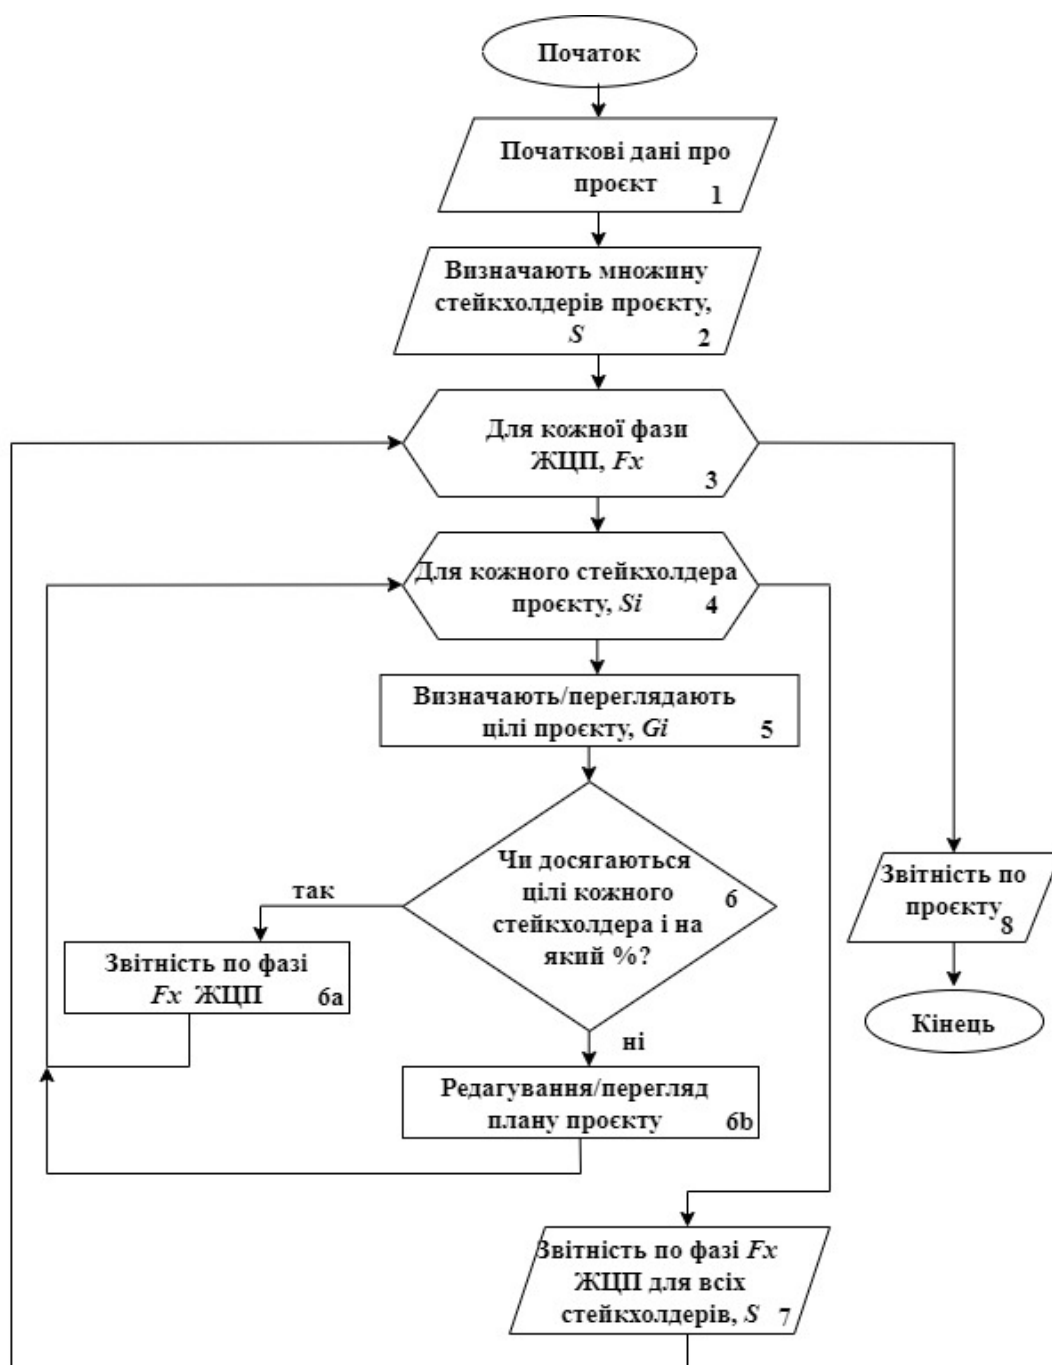 Початок
Початкові дані про
проєкт
1
Визначають множину
стейкхолдерів проєкту,
S
2
Для кожної фази
ЖЦП, Fx
3
Для кожного стейкхолдера
проєкту, Si
4
Визначають/переглядають
цілі проєкту, Gi
5
Чи досягаються
цілі кожного
стейкхолдера і на
який %?
6
так
Звітність по фазі
Fx ЖЦП
6a
ні
Редагування/перегляд
плану проєкту
6b
Звітність по фазі Fx
ЖЦП для всіх
стейкхолдерів, S
7
Звітність по
проєкту
8
Кінець